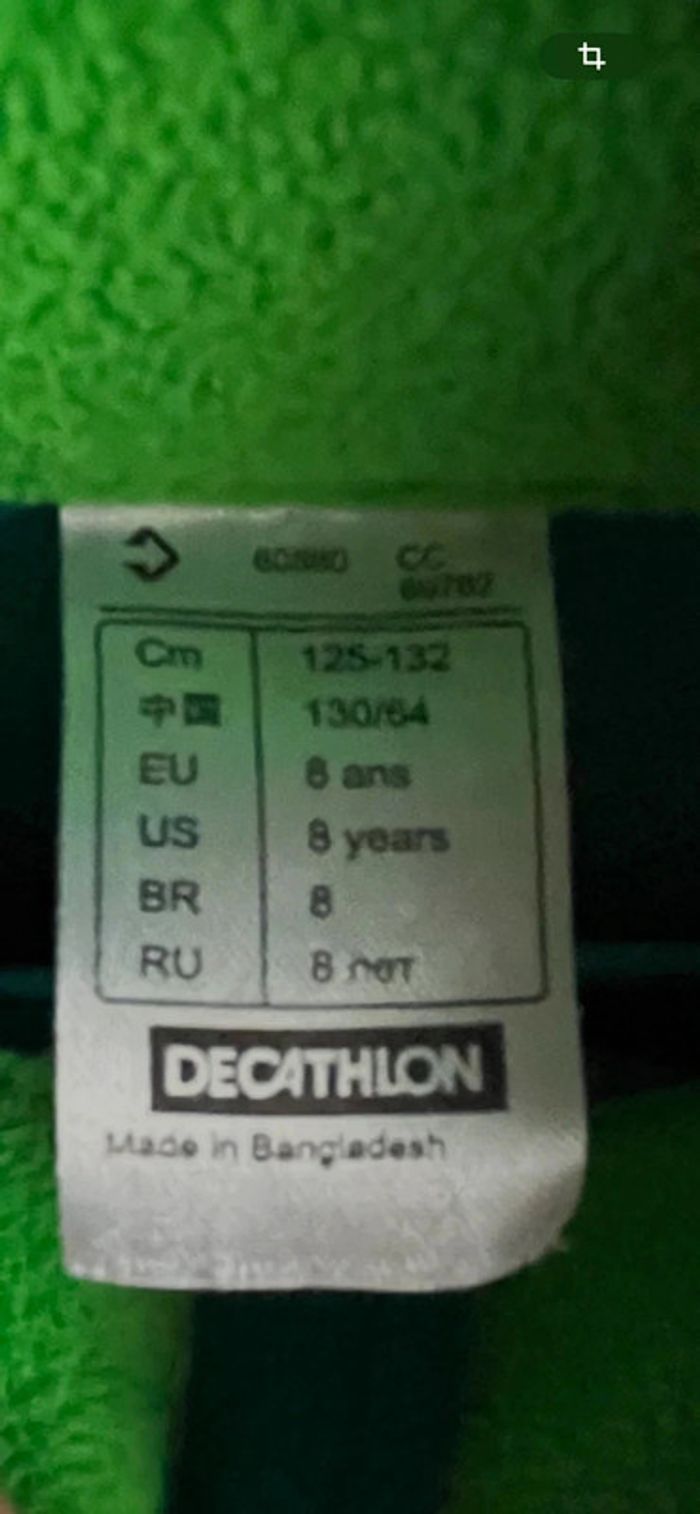 CC
Cm 125-132
中国 130/64
EU 8 ans
US 8 years
BR 8
RU 8 лет
DECATHLON
Made in Bangladesh